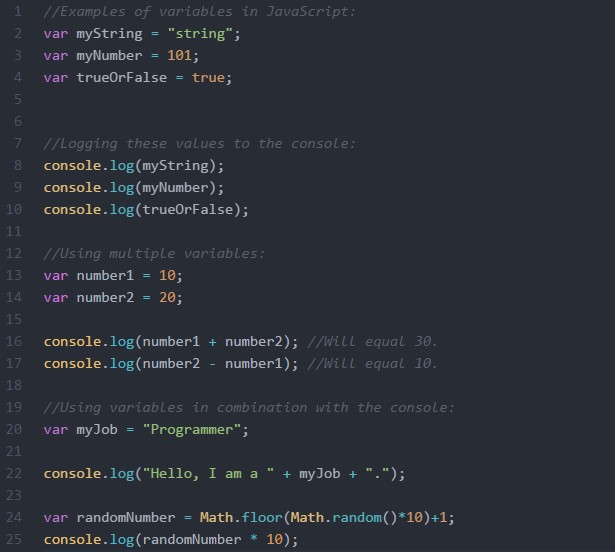 1 //Examples of variables in JavaScript:
2 var myString = "string";
3 var myNumber = 101;
4 var trueOrFalse = true;
5
6
7 //Logging these values to the console:
8 console.log(myString);
9 console.log(myNumber);
10 console.log(trueOrFalse);
11
12 //Using multiple variables:
13 var number1 = 10;
14 var number2 = 20;
15
16 console.log(number1 + number2); //Will equal 30.
17 console.log(number2 - number1); //Will equal 10.
18
19 //Using variables in combination with the console:
20 var myJob = "Programmer";
21
22 console.log("Hello, I am a " + myJob + ".");
23
24 var randomNumber = Math.floor(Math.random()*10)+1;
25 console.log(randomNumber * 10);